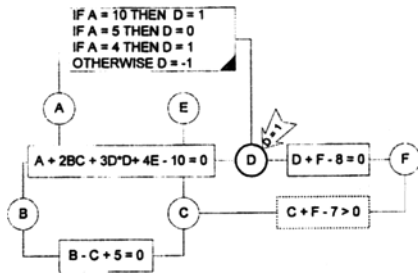 IF A = 10 THEN D = 1
IF A = 5 THEN D = 0
IF A = 4 THEN D = 1
OTHERWISE D = -1
A
E
D = 1
A + 2BC + 3D*D+ 4E - 10 = 0
D
D + F - 8 = 0
F
B
C
C + F - 7 > 0
B - C + 5 = 0